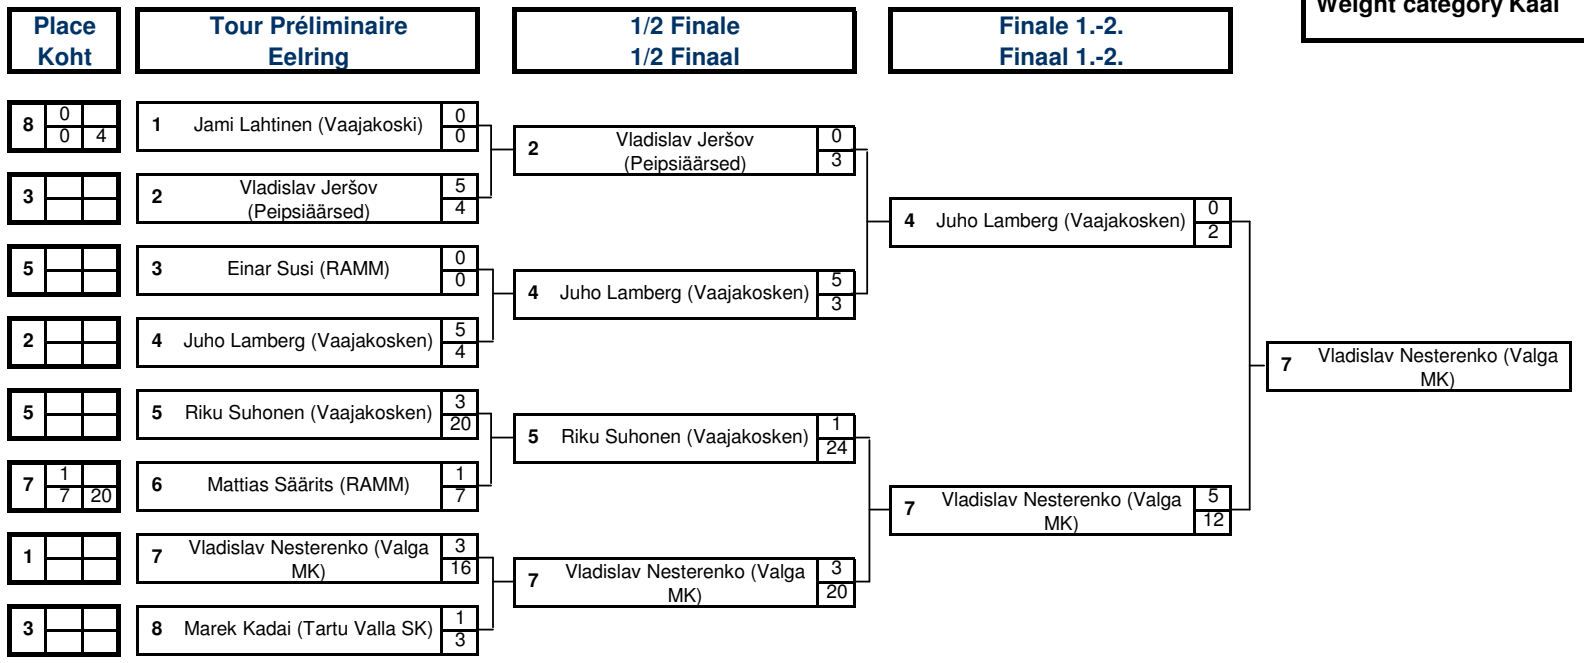 Weight category Kaal
Place
Koht
Tour Préliminaire
Eelring
1/2 Finale
1/2 Finaal
Finale 1.-2.
Finaal 1.-2.
8 0
0 4
1 Jami Lahtinen (Vaajakoski) 0
0
3
2 Vladislav Jeršov
(Peipsiäärsed) 5
4
5
3 Einar Susi (RAMM) 0
0
2
4 Juho Lamberg (Vaajakosken) 5
4
5
5 Riku Suhonen (Vaajakosken) 3
20
7 1
7 20
6 Mattias Säärits (RAMM) 1
7
1
7 Vladislav Nesterenko (Valga
MK) 3
16
3
8 Marek Kadai (Tartu Valla SK) 1
3
2 Vladislav Jeršov
(Peipsiäärsed) 0
3
4 Juho Lamberg (Vaajakosken) 5
3
5 Riku Suhonen (Vaajakosken) 1
24
7 Vladislav Nesterenko (Valga
MK) 3
20
4 Juho Lamberg (Vaajakosken) 0
2
7 Vladislav Nesterenko (Valga
MK) 5
12
7 Vladislav Nesterenko (Valga
MK)